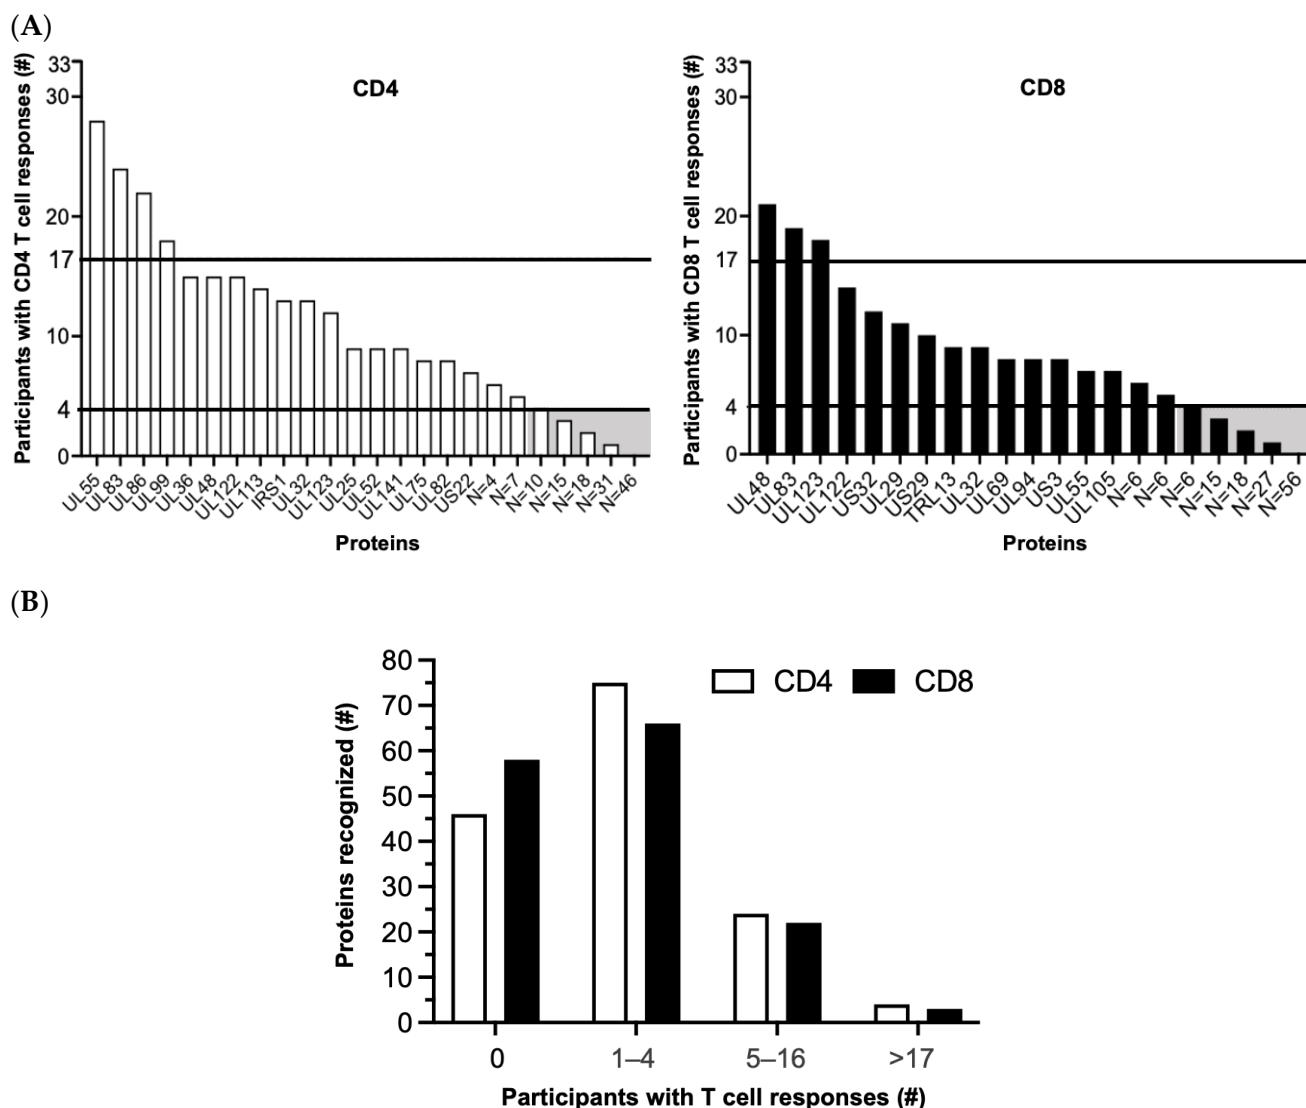 (A)
Participants with CD4 T cell responses (#)
33
30
20
17
10
4
0
CD4
UL55
UL83
UL86
UL99
UL36
UL48
UL122
UL113
IRS1
UL32
UL123
UL25
UL52
UL141
UL75
UL82
US22
N=4
N=7
N=10
N=15
N=18
N=31
N=46
Proteins
Participants with CD8 T cell responses (#)
33
30
20
17
10
4
0
CD8
UL48
UL83
UL123
UL122
US32
UL29
US29
TRL13
UL32
UL69
UL94
US3
UL55
UL105
N=6
N=6
N=6
N=15
N=18
N=27
N=56
Proteins
(B)
Proteins recognized (#)
80
70
60
50
40
30
20
10
0
CD4
CD8
0
1–4
5–16
>17
Participants with T cell responses (#)